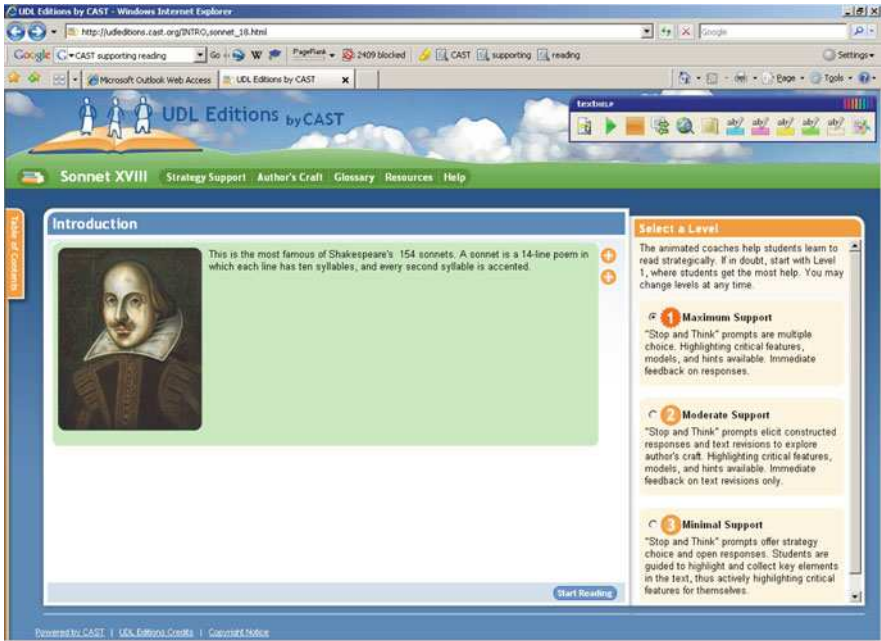 UDL Editions by CAST - Windows Internet Explorer
http://udleditions.cast.org/INTRO,sonnet_18.html
Google
Google CAST supporting reading Go W PageRank 2409 blocked CAST supporting reading Settings
Microsoft Outlook Web Access UDL Editions by CAST Page Tools
UDL Editions by CAST
texthelp
Sonnet XVIII Strategy Support Author's Craft Glossary Resources Help
Table of Contents
Introduction
This is the most famous of Shakespeare's 154 sonnets. A sonnet is a 14-line poem in
which each line has ten syllables, and every second syllable is accented.
Start Reading
Select a Level
The animated coaches help students learn to
read strategically. If in doubt, start with Level
1, where students get the most help. You may
change levels at any time.
1 Maximum Support
"Stop and Think" prompts are multiple
choice. Highlighting critical features,
models, and hints available. Immediate
feedback on responses.
2 Moderate Support
"Stop and Think" prompts elicit constructed
responses and text revisions to explore
author's craft. Highlighting critical features,
models, and hints available. Immediate
feedback on text revisions only.
3 Minimal Support
"Stop and Think" prompts offer strategy
choice and open responses. Students are
guided to highlight and collect key elements
in the text, thus actively highlighting critical
features for themselves.
Powered by CAST | UDL Editions Credits | Copyright Notice